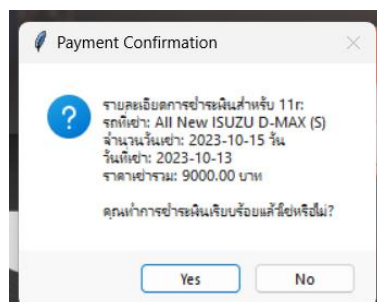 Payment Confirmation
รายละเอียดการชำระเงินสำหรับ 11r:
รถที่เช่า: All New ISUZU D-MAX (S)
จำนวนวันเช่า: 2023-10-15 วัน
วันที่เช่า: 2023-10-13
ราคาเช่ารวม: 9000.00 บาท
คุณทำการชำระเงินเรียบร้อยแล้วใช่หรือไม่?
Yes
No